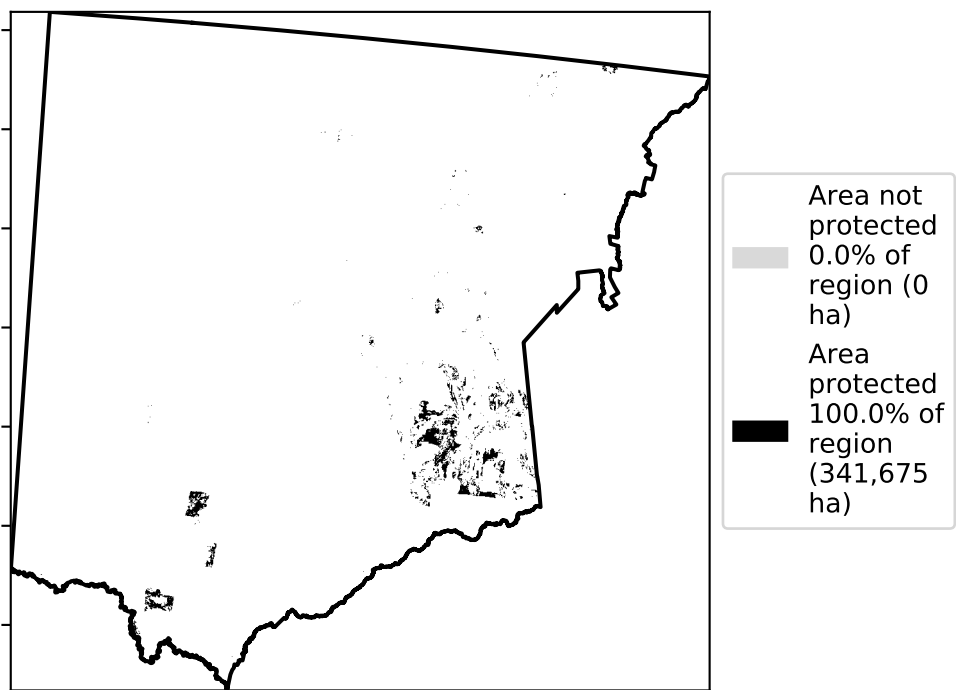 Area not
protected
0.0% of
region (0
ha)
Area
protected
100.0% of
region
(341,675
ha)